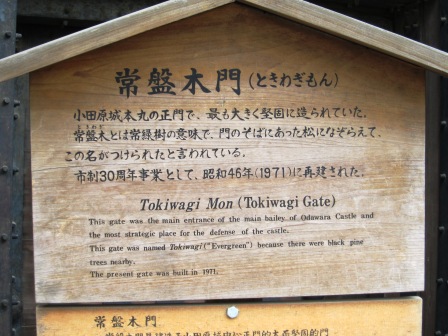 常盤木門(ときわぎもん)
小田原城本丸の正門で、最も大きく堅固に造られていた。
常盤木とは常緑樹の意味で、門のそばにあった松になぞらえて、
この名がつけられたと言われている。
市制30周年事業として、昭和46年(1971)に再建された。
Tokiwagi Mon (Tokiwagi Gate)
This gate was the main entrance of the main bailey of Odawara Castle and
the most strategic place for the defense of the castle.
This gate was named Tokiwagi ("Evergreen") because there were black pine
trees nearby.
The present gate was built in 1971.
常盤木門